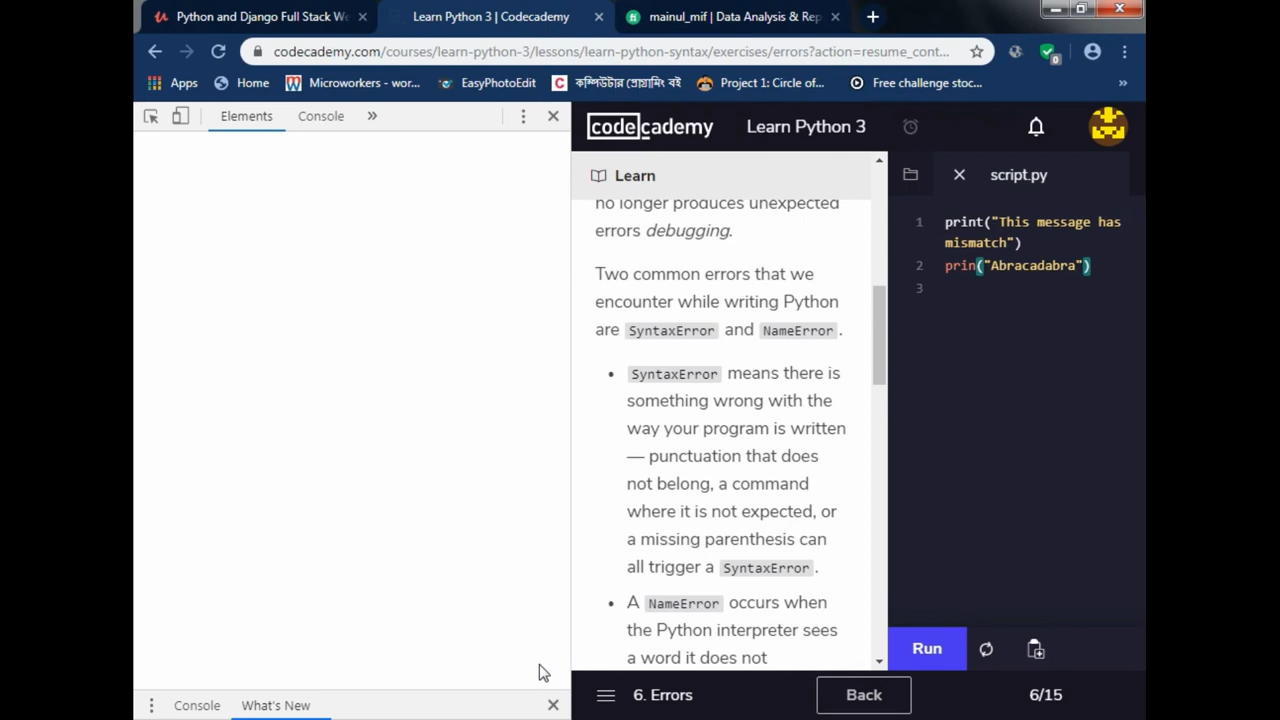 Python and Django Full Stack We
Learn Python 3 | Codecademy
mainul_mif | Data Analysis & Rep
codecademy.com/courses/learn-python-3/lessons/learn-python-syntax/exercises/errors?action=resume_cont...
0
Apps
Home
Microworkers - wor...
EasyPhotoEdit
কম্পিউটার প্রোগ্রামিং বই
Project 1: Circle of...
Free challenge stoc...
»
Elements
Console
»
codecademy
Learn Python 3
Learn
no longer produces unexpected
errors debugging.
Two common errors that we
encounter while writing Python
are SyntaxError and NameError.
• SyntaxError means there is
something wrong with the
way your program is written
— punctuation that does
not belong, a command
where it is not expected, or
a missing parenthesis can
all trigger a SyntaxError.
• A NameError occurs when
the Python interpreter sees
a word it does not
script.py
1 print("This message has
mismatch")
2 prin("Abracadabra")
3
Run
Console
What's New
6. Errors
Back
6/15